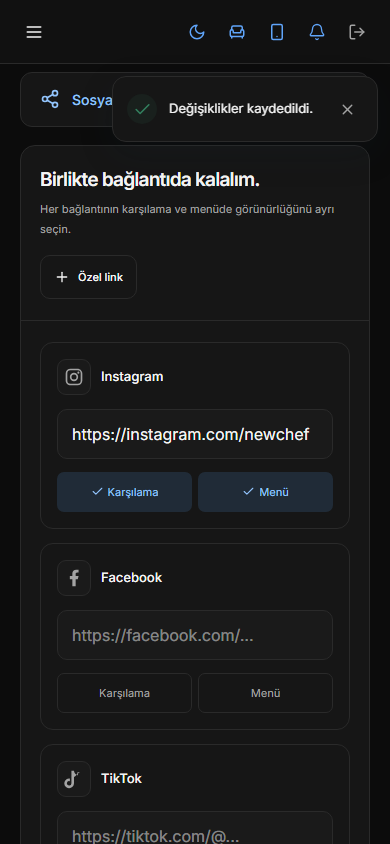 Sosya
Değişiklikler kaydedildi.
Birlikte bağlantıda kalalım.
Her bağlantının karşılama ve menüde görünürlüğünü ayrı
seçin.
Özel link
Instagram
https://instagram.com/newchef
Karşılama
Menü
Facebook
https://facebook.com/...
Karşılama
Menü
TikTok
https://tiktok.com/@...